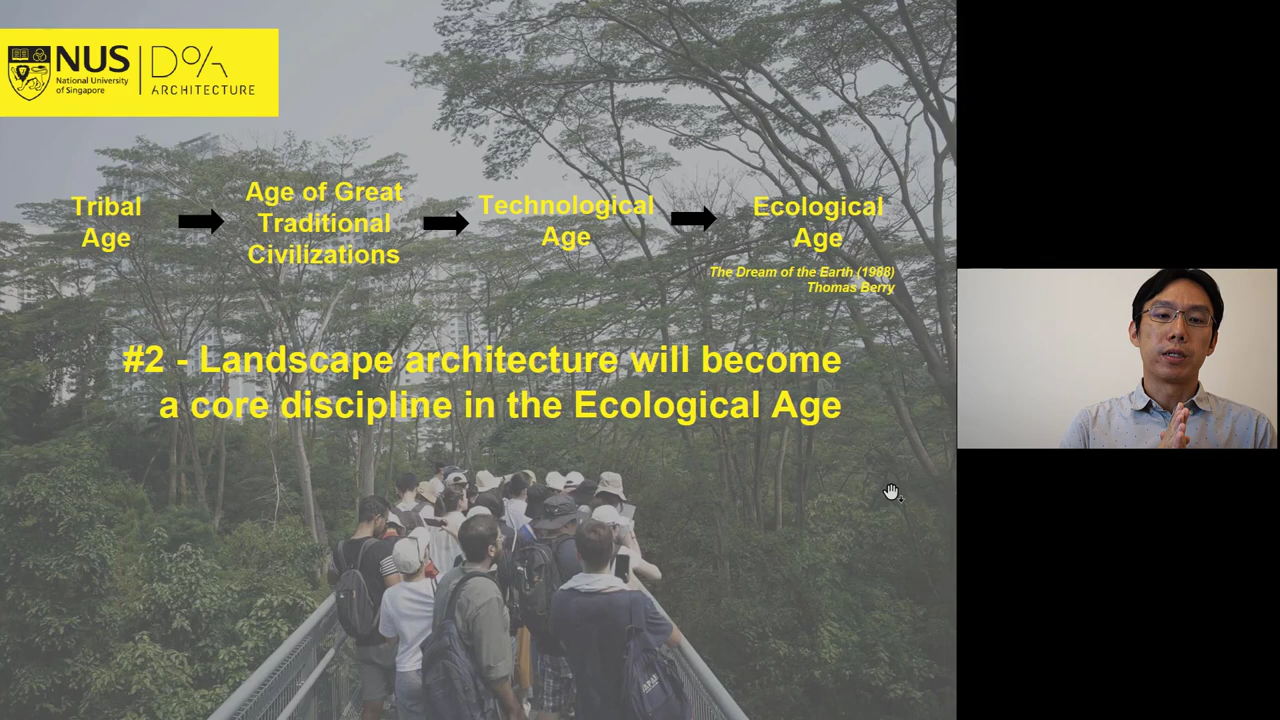 NUS
National University
of Singapore
DOA
ARCHITECTURE
Tribal
Age
Age of Great
Traditional
Civilizations
Technological
Age
Ecological
Age
The Dream of the Earth (1988)
Thomas Berry
#2 - Landscape architecture will become
a core discipline in the Ecological Age